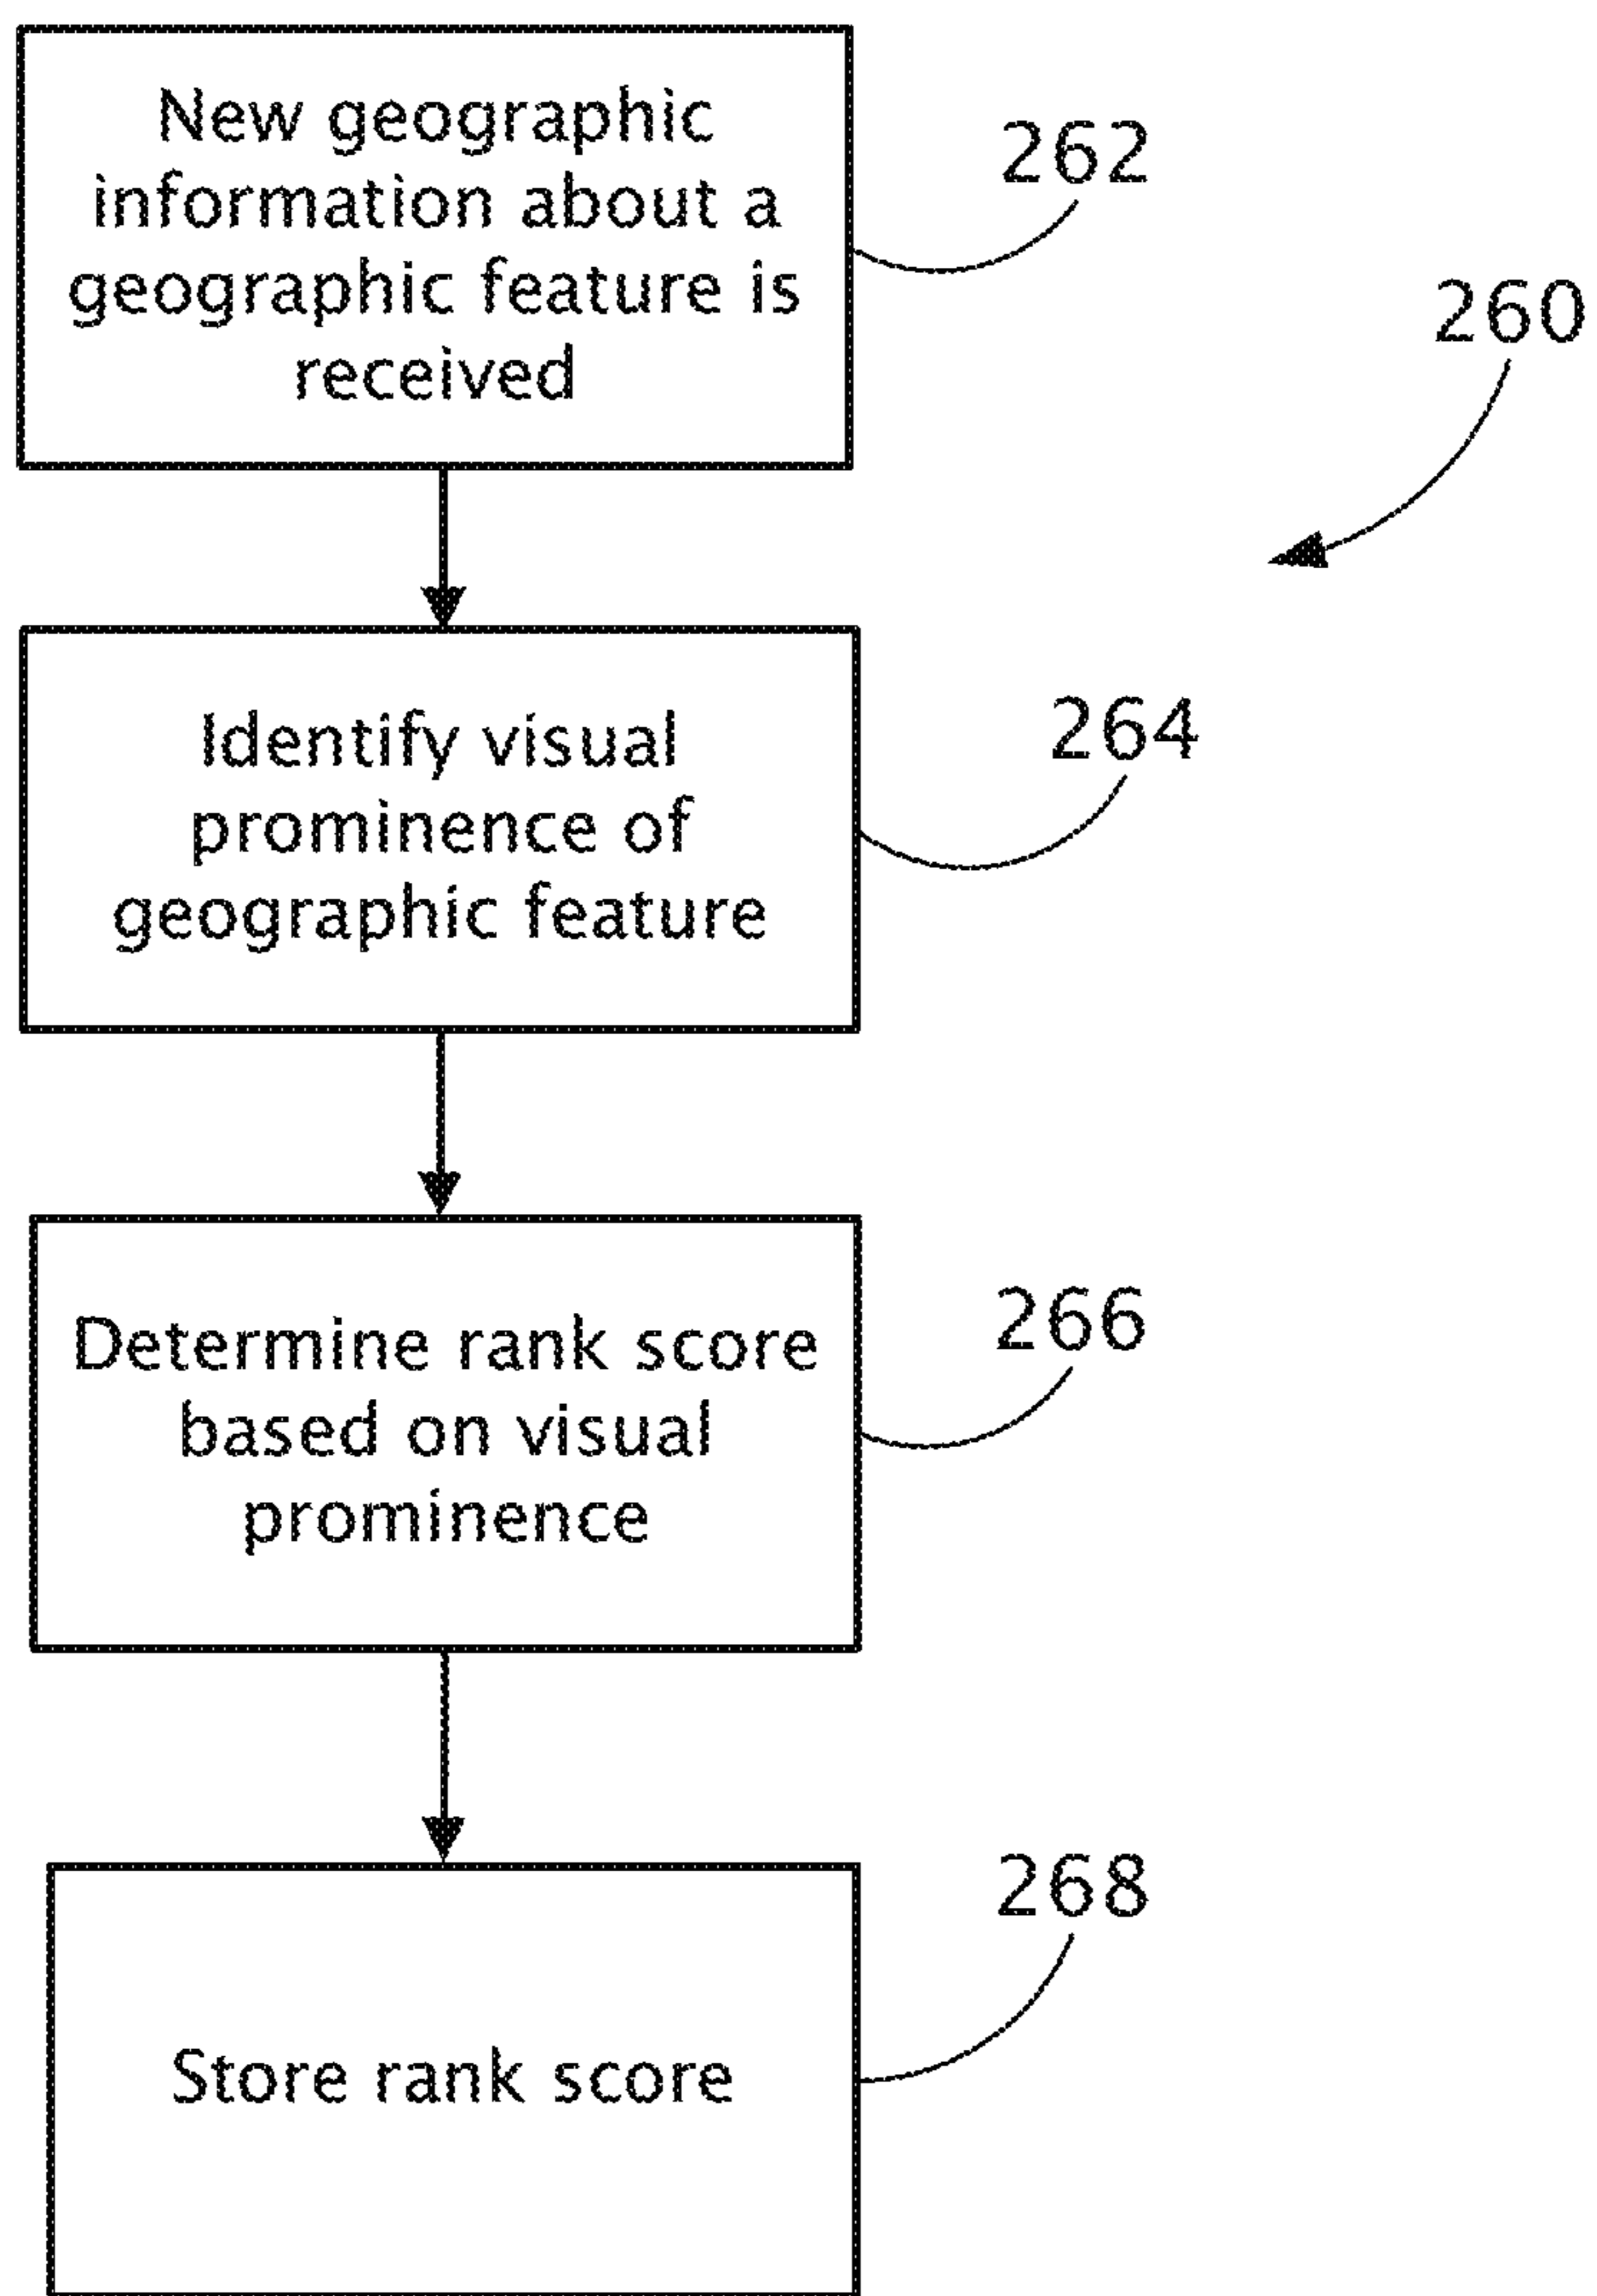 New geographic
information about a
geographic feature is
received
262
260
Identify visual
prominence of
geographic feature
264
Determine rank score
based on visual
prominence
266
Store rank score
268